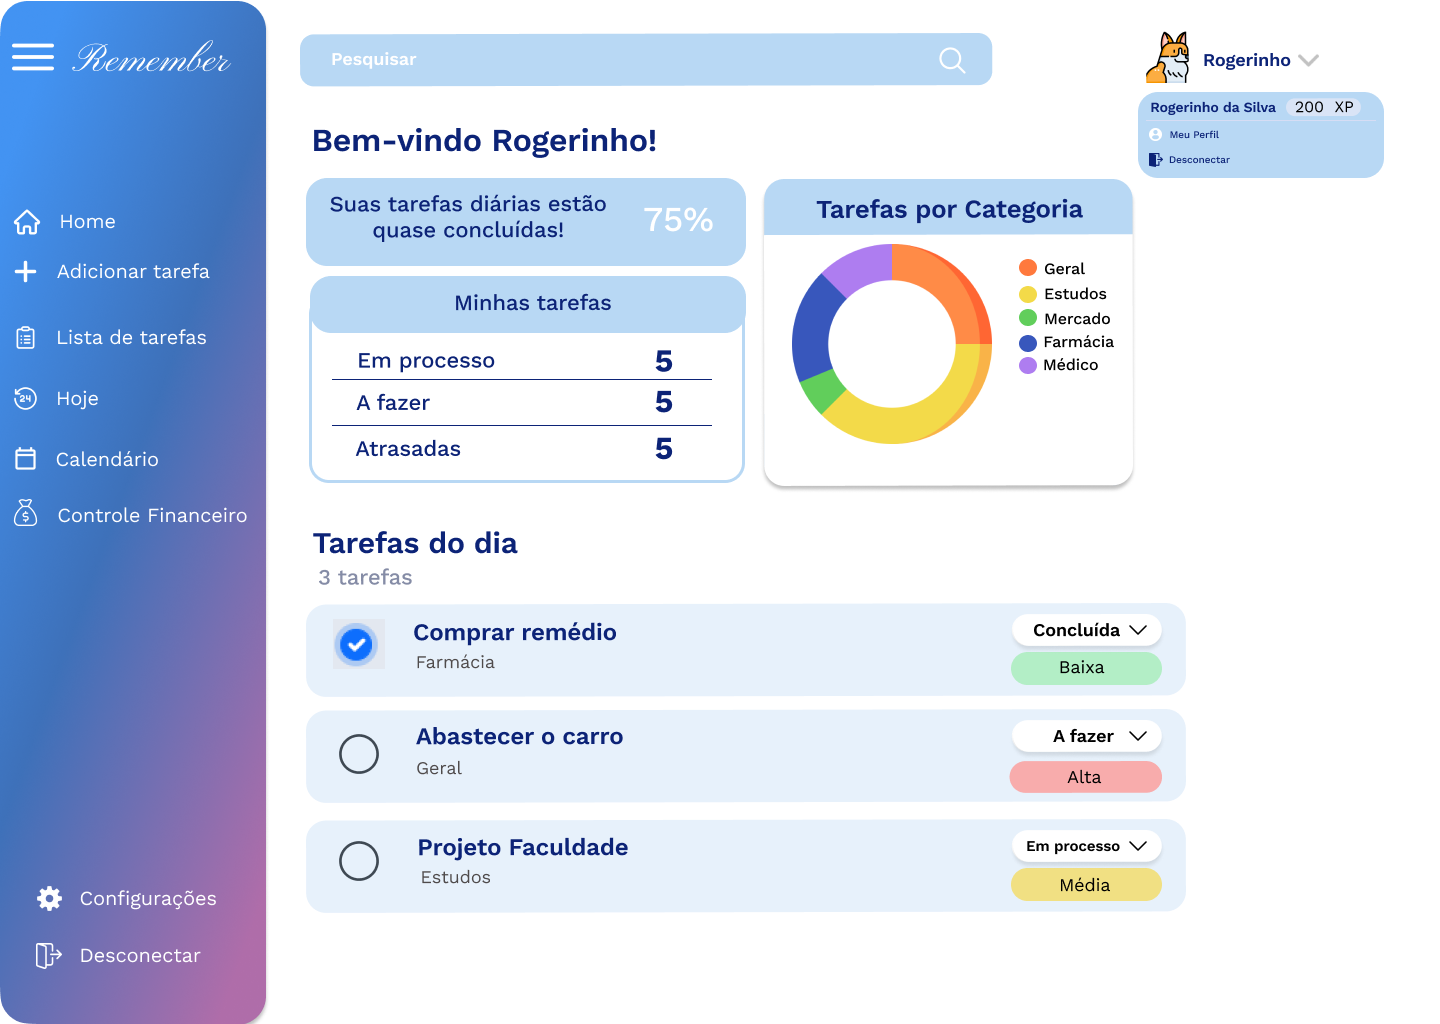 Remember
Home
Adicionar tarefa
Lista de tarefas
24
Hoje
Calendário
$
Controle Financeiro
Configurações
Desconectar
Pesquisar
Rogerinho
Rogerinho da Silva 200 XP
Meu Perfil
Desconectar
Bem-vindo Rogerinho!
Suas tarefas diárias estão
quase concluídas!
75%
Minhas tarefas
Em processo 5
A fazer 5
Atrasadas 5
Tarefas por Categoria
Geral
Estudos
Mercado
Farmácia
Médico
Tarefas do dia
3 tarefas
Comprar remédio
Farmácia
Concluída
Baixa
Abastecer o carro
Geral
A fazer
Alta
Projeto Faculdade
Estudos
Em processo
Média